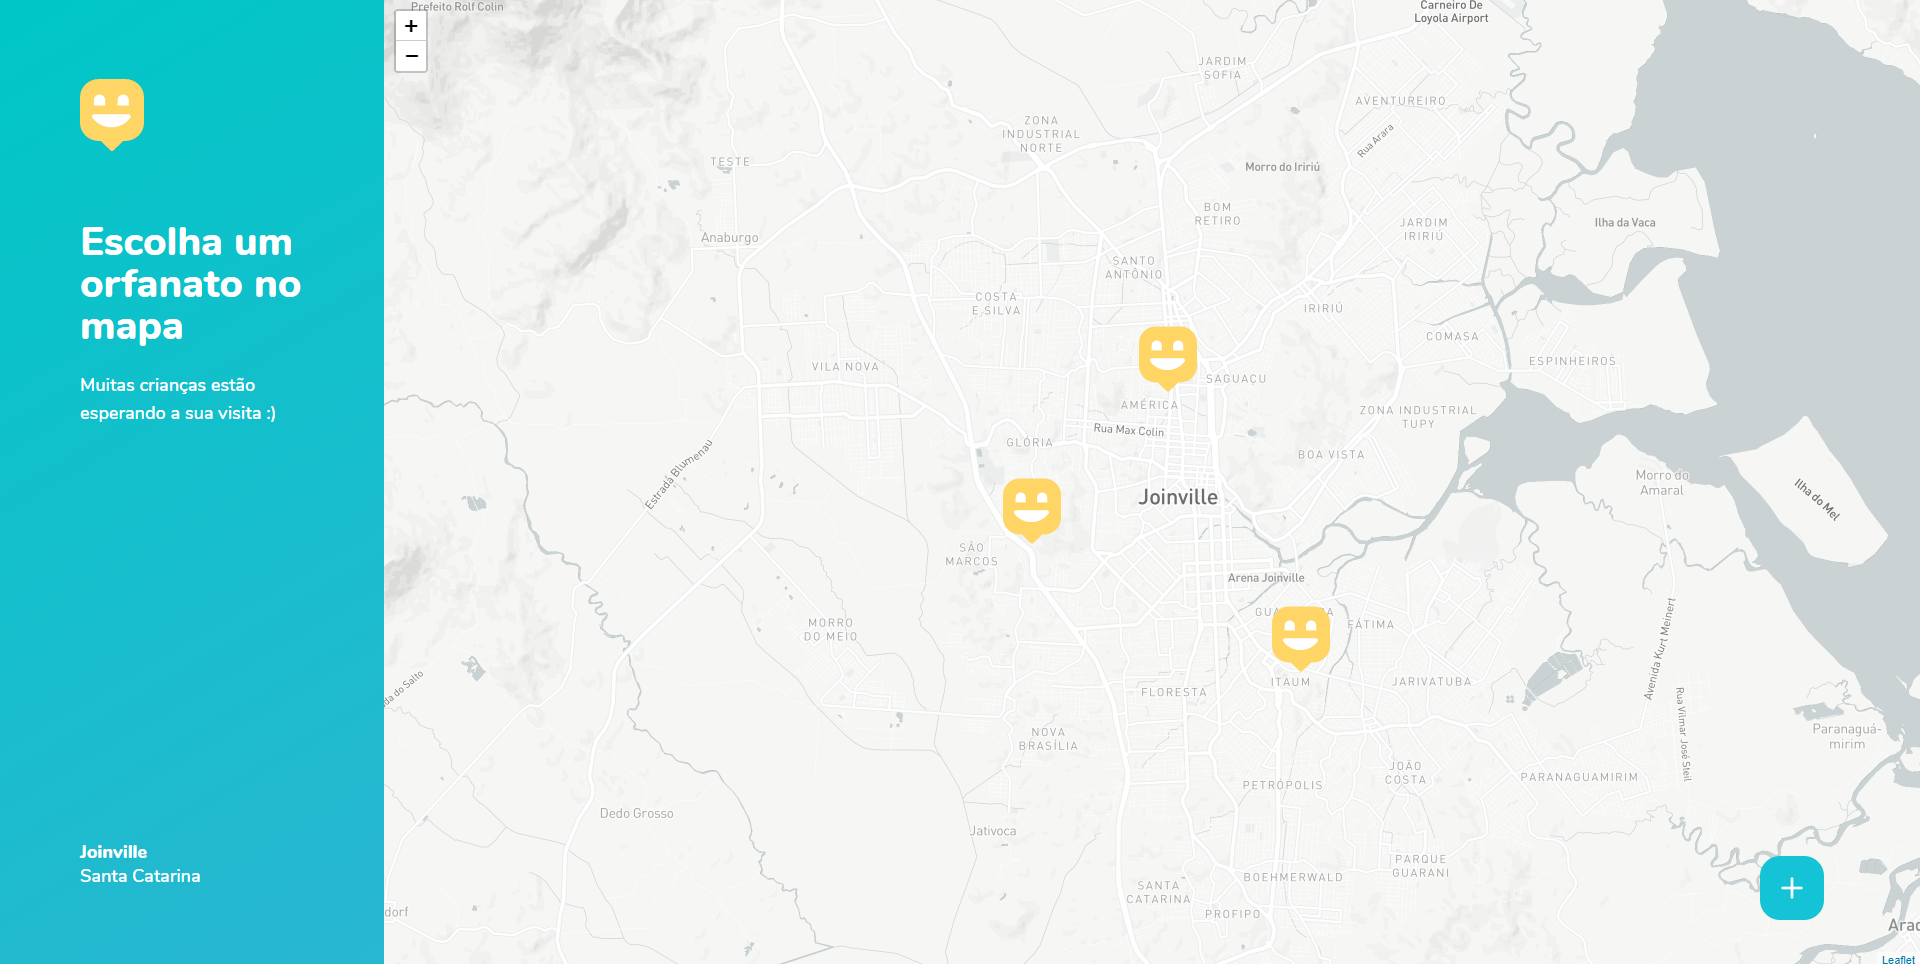 Escolha um
orfanato no
mapa
Muitas crianças estão
esperando a sua visita :)
Joinville
Santa Catarina
+
−
Prefeito Rolf Colin
Carneiro De
Loyola Airport
JARDIM
SOFIA
AVENTUREIRO
ZONA
INDUSTRIAL
NORTE
Rua Arara
TESTE
Morro do Iririú
BOM
RETIRO
JARDIM
IRIRIÚ
Ilha da Vaca
Anaburgo
SANTO
ANTÔNIO
COSTA
E SILVA
IRIRIÚ
COMASA
ESPINHEIROS
VILA NOVA
SAGUAÇU
AMÉRICA
ZONA INDUSTRIAL
TUPY
Rua Max Colin
GLÓRIA
BOA VISTA
Estrada Blumenau
Morro do
Amaral
Ilha do Mel
Joinville
SÃO
MARCOS
Arena Joinville
FÁTIMA
MORRO
DO MEIO
Avenida Kurt Meinert
ITAUM
JARIVATUBA
da do Salto
FLORESTA
Rua Vilmar José Steil
NOVA
BRASÍLIA
Paranaguá-
mirim
JOÃO
COSTA
PARANAGUAMIRIM
PETRÓPOLIS
Dedo Grosso
Jativoca
PARQUE
GUARANI
BOEHMERWALD
SANTA
CATARINA
dorf
PROFIPO
Arac
Leaflet